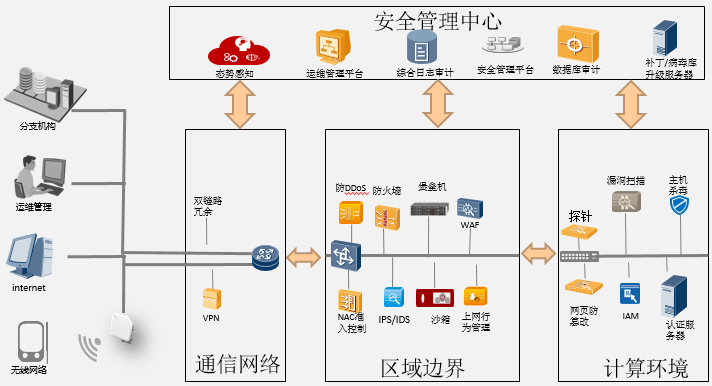 安全管理中心
态势感知
运维管理平台
综合日志审计
安全管理平台
数据库审计
补丁/病毒库
升级服务器
分支机构
运维管理
internet
无线网络
双链路
冗余
VPN
通信网络
防DDoS
防火墙
堡垒机
WAF
NAC准
入控制
IPS/IDS
沙箱
上网行
为管理
区域边界
漏洞扫描
主机
杀毒
探针
网页防
篡改
IAM
认证服
务器
计算环境